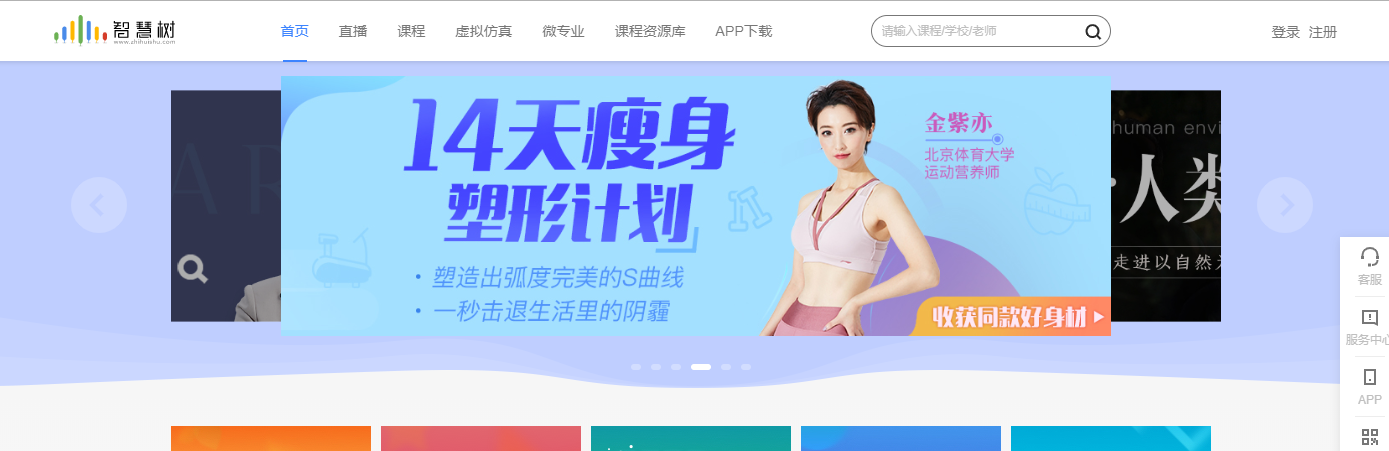 智慧树
www.zhihuishu.com
首页 直播 课程 虚拟仿真 微专业 课程资源库 APP下载
请输入课程/学校/老师
登录 注册
14天瘦身
塑形计划
• 塑造出弧度完美的S曲线
• 一秒击退生活里的阴霾
金紫亦
北京体育大学
运动营养师
收获同款好身材
human envi
·人类
走进以自然
客服
服务中心
APP